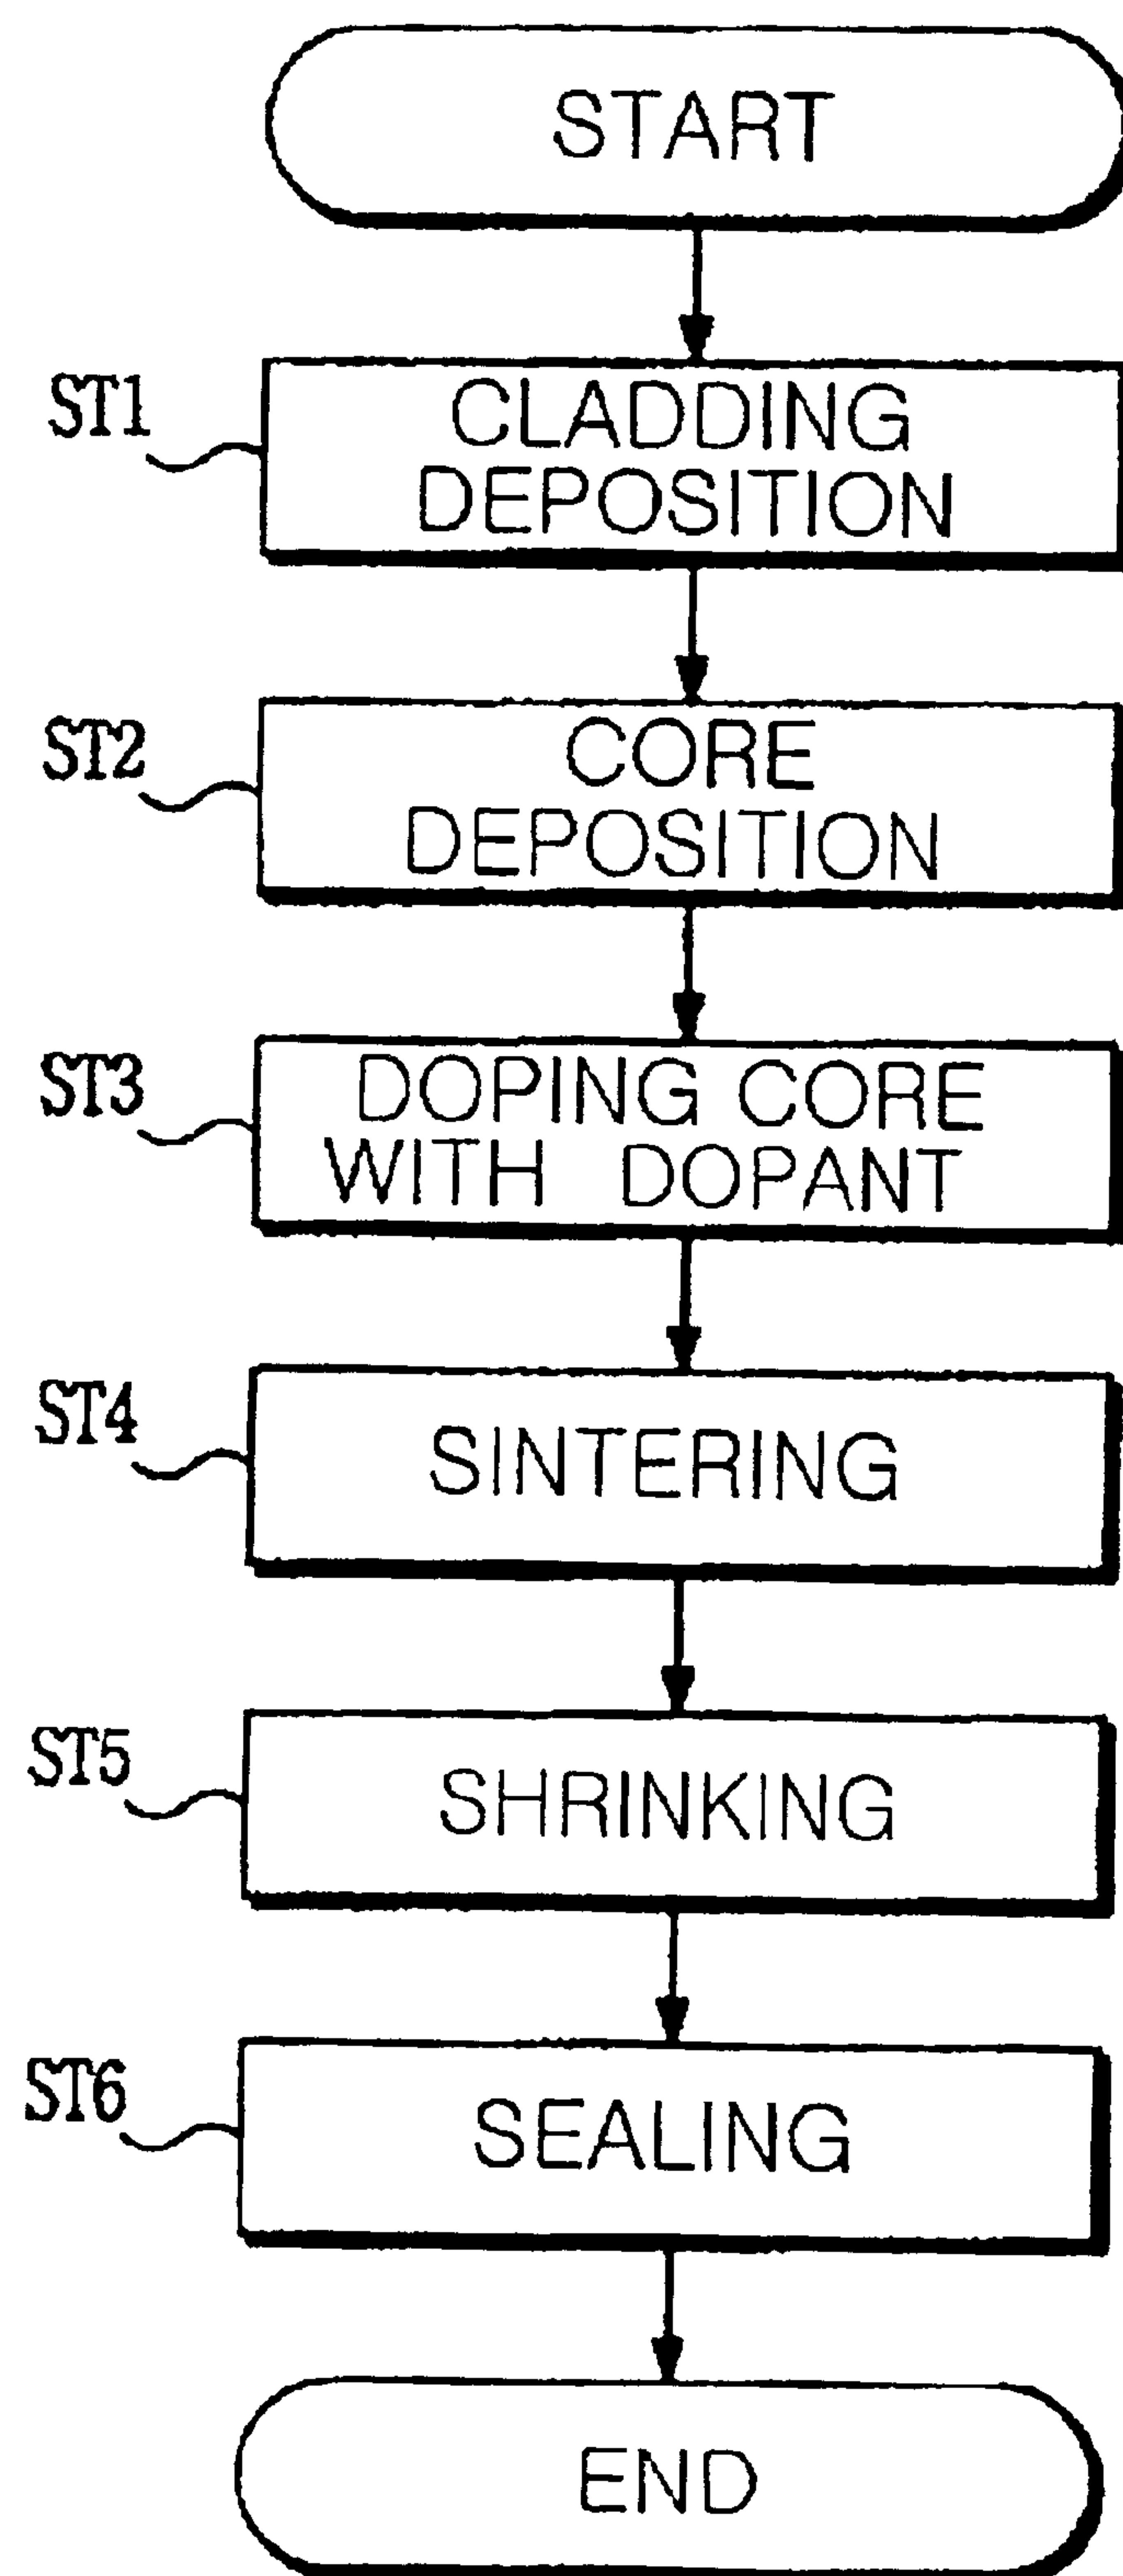 START
ST1
CLADDING
DEPOSITION
ST2
CORE
DEPOSITION
ST3
DOPING CORE
WITH DOPANT
ST4
SINTERING
ST5
SHRINKING
ST6
SEALING
END